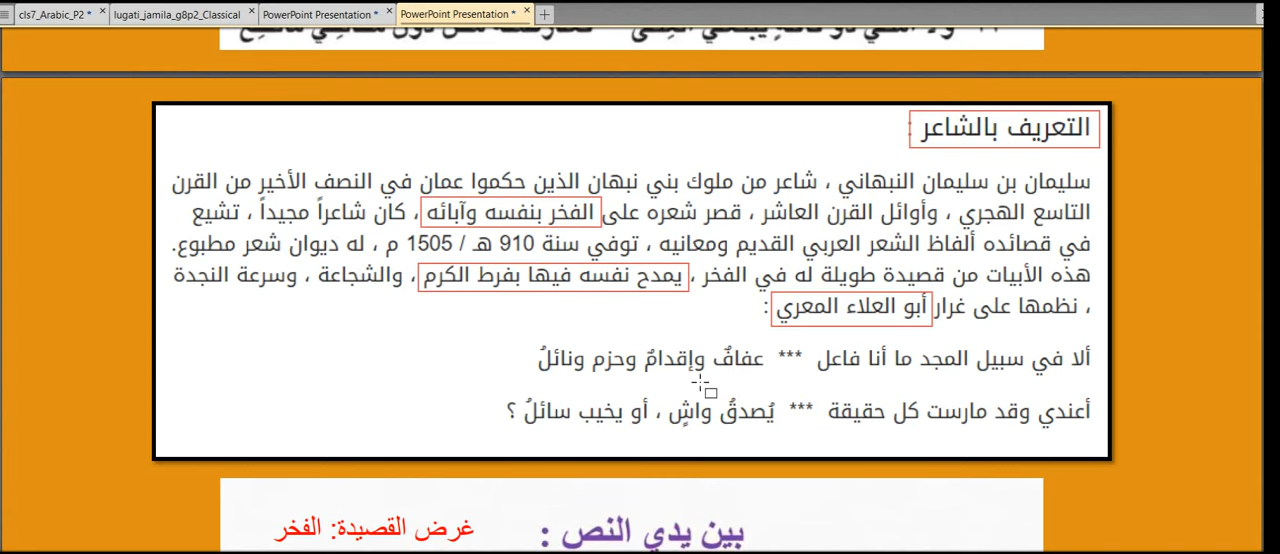 cls7_Arabic_P2 *
lugati_jamila_g8p2_Classical
PowerPoint Presentation *
PowerPoint Presentation *
التعريف بالشاعر :
سليمان بن سليمان النبهاني ، شاعر من ملوك بني نبهان الذين حكموا عمان في النصف الأخير من القرن
التاسع الهجري ، وأوائل القرن العاشر ، قصر شعره على الفخر بنفسه وآبائه ، كان شاعراً مجيداً ، تشيع
في قصائده ألفاظ الشعر العربي القديم ومعانيه ، توفي سنة 910 هـ / 1505 م ، له ديوان شعر مطبوع.
هذه الأبيات من قصيدة طويلة له في الفخر ، يمدح نفسه فيها بفرط الكرم ، والشجاعة ، وسرعة النجدة
، نظمها على غرار أبو العلاء المعري :
ألا في سبيل المجد ما أنا فاعل *** عفافٌ وإقدامٌ وحزم ونائلُ
أعندي وقد مارست كل حقيقة *** يُصدقُ واشٍ ، أو يخيب سائلُ ؟
بين يدي النص : غرض القصيدة: الفخر